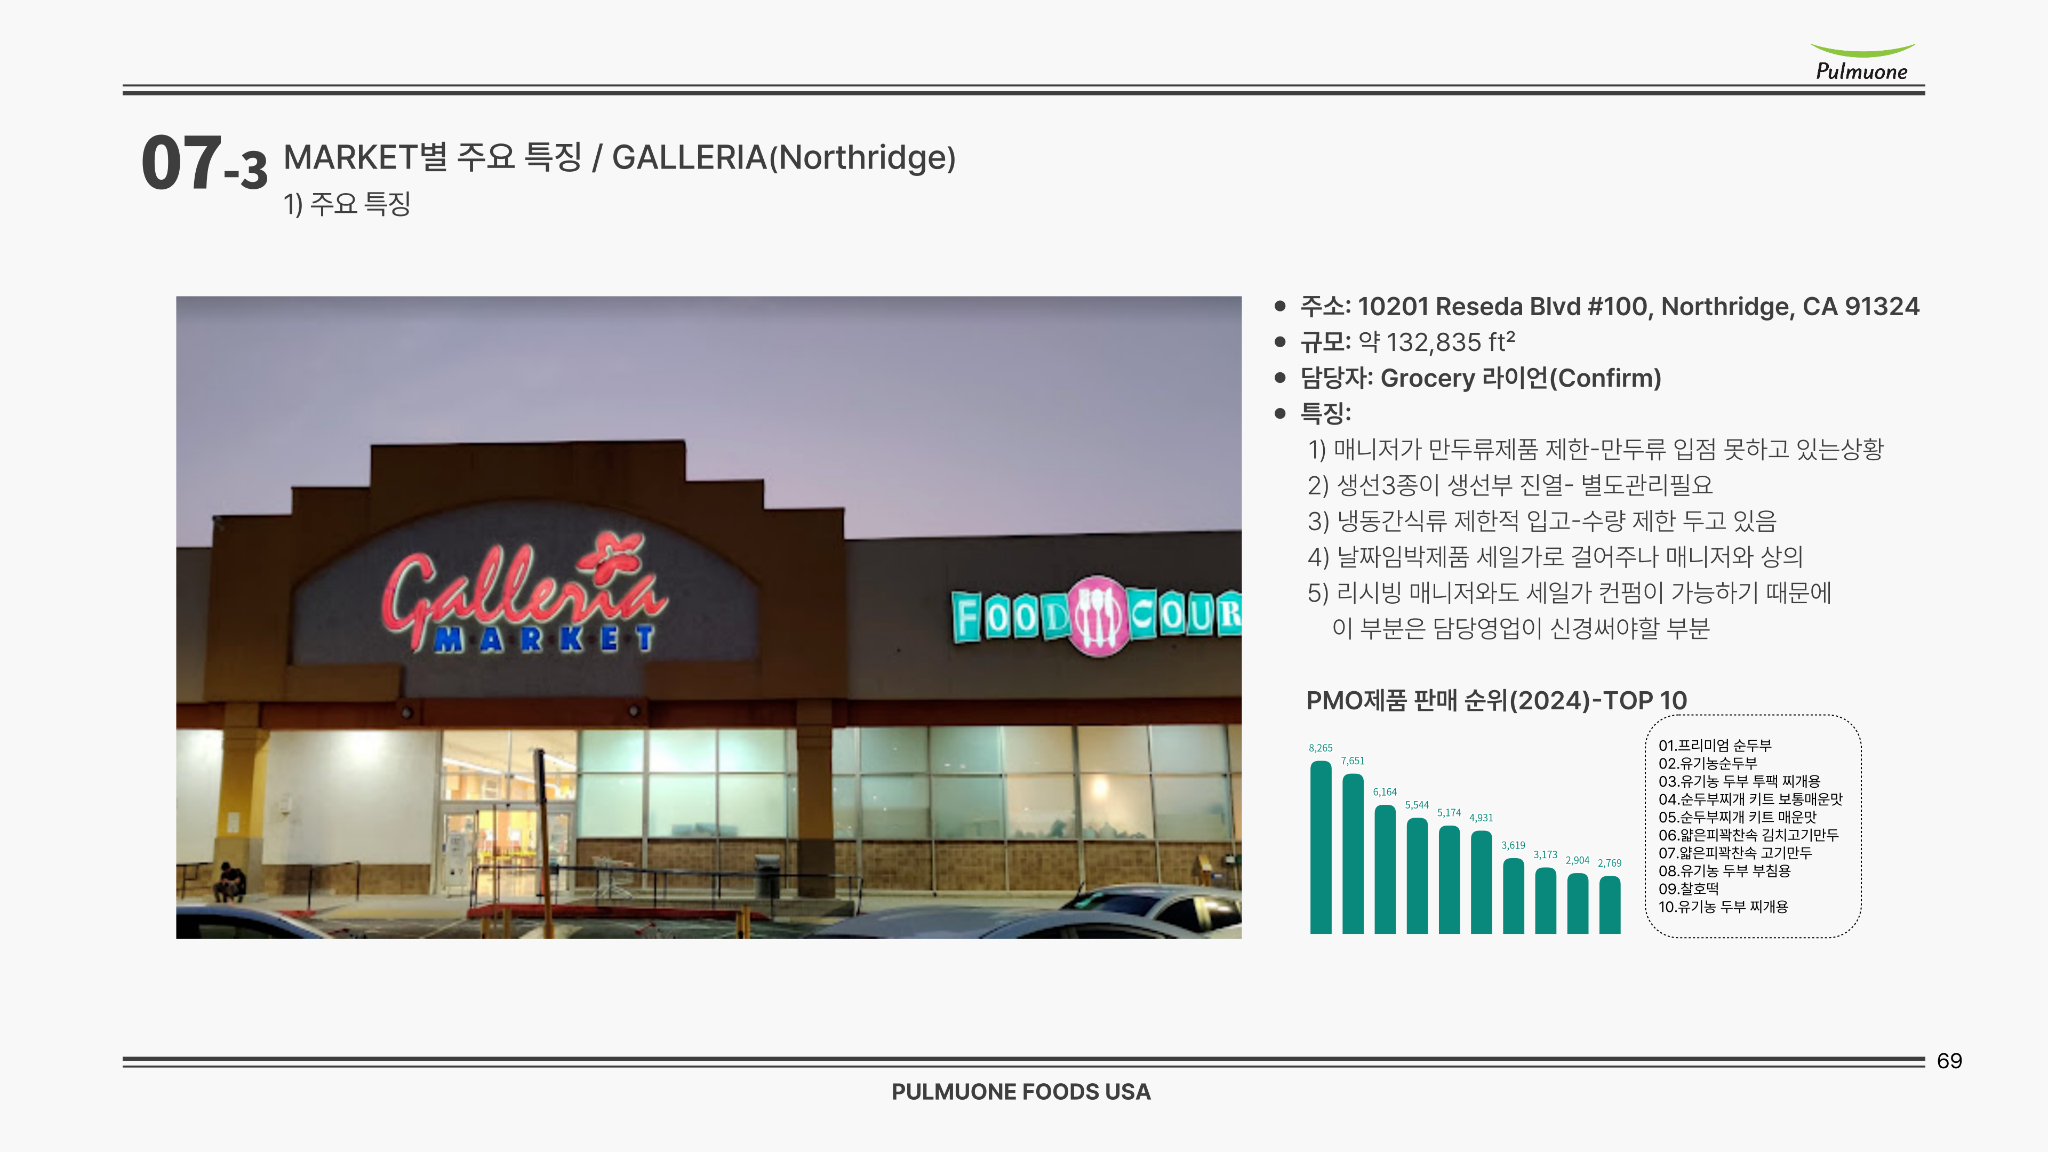 Pulmuone
07-3 MARKET별 주요 특징 / GALLERIA(Northridge)
1) 주요 특징
Galleria
MARKET
FOOD COUR
• 주소: 10201 Reseda Blvd #100, Northridge, CA 91324
• 규모: 약 132,835 ft²
• 담당자: Grocery 라이언(Confirm)
• 특징:
1) 매니저가 만두류제품 제한-만두류 입점 못하고 있는상황
2) 생선3종이 생선부 진열- 별도관리필요
3) 냉동간식류 제한적 입고-수량 제한 두고 있음
4) 날짜임박제품 세일가로 걸어주나 매니저와 상의
5) 리시빙 매니저와도 세일가 컨펌이 가능하기 때문에
이 부분은 담당영업이 신경써야할 부분
PMO제품 판매 순위(2024)-TOP 10
8,265
7,651
6,164
5,544
5,174
4,931
3,619
3,173
2,904
2,769
01.프리미엄 순두부
02.유기농순두부
03.유기농 두부 투팩 찌개용
04.순두부찌개 키트 보통매운맛
05.순두부찌개 키트 매운맛
06.얇은피꽉찬속 김치고기만두
07.얇은피꽉찬속 고기만두
08.유기농 두부 부침용
09.찰호떡
10.유기농 두부 찌개용
69
PULMUONE FOODS USA